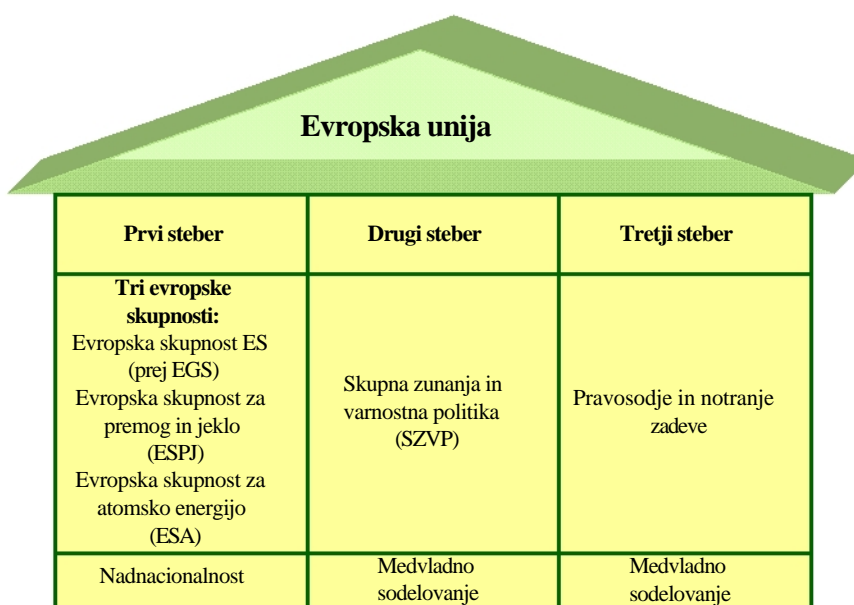 Evropska unija
Prvi steber
Drugi steber
Tretji steber
Tri evropske
skupnosti:
Evropska skupnost ES
(prej EGS)
Evropska skupnost za
premog in jeklo
(ESPJ)
Evropska skupnost za
atomsko energijo
(ESA)
Skupna zunanja in
varnostna politika
(SZVP)
Pravosodje in notranje
zadeve
Nadnacionalnost
Medvladno
sodelovanje
Medvladno
sodelovanje